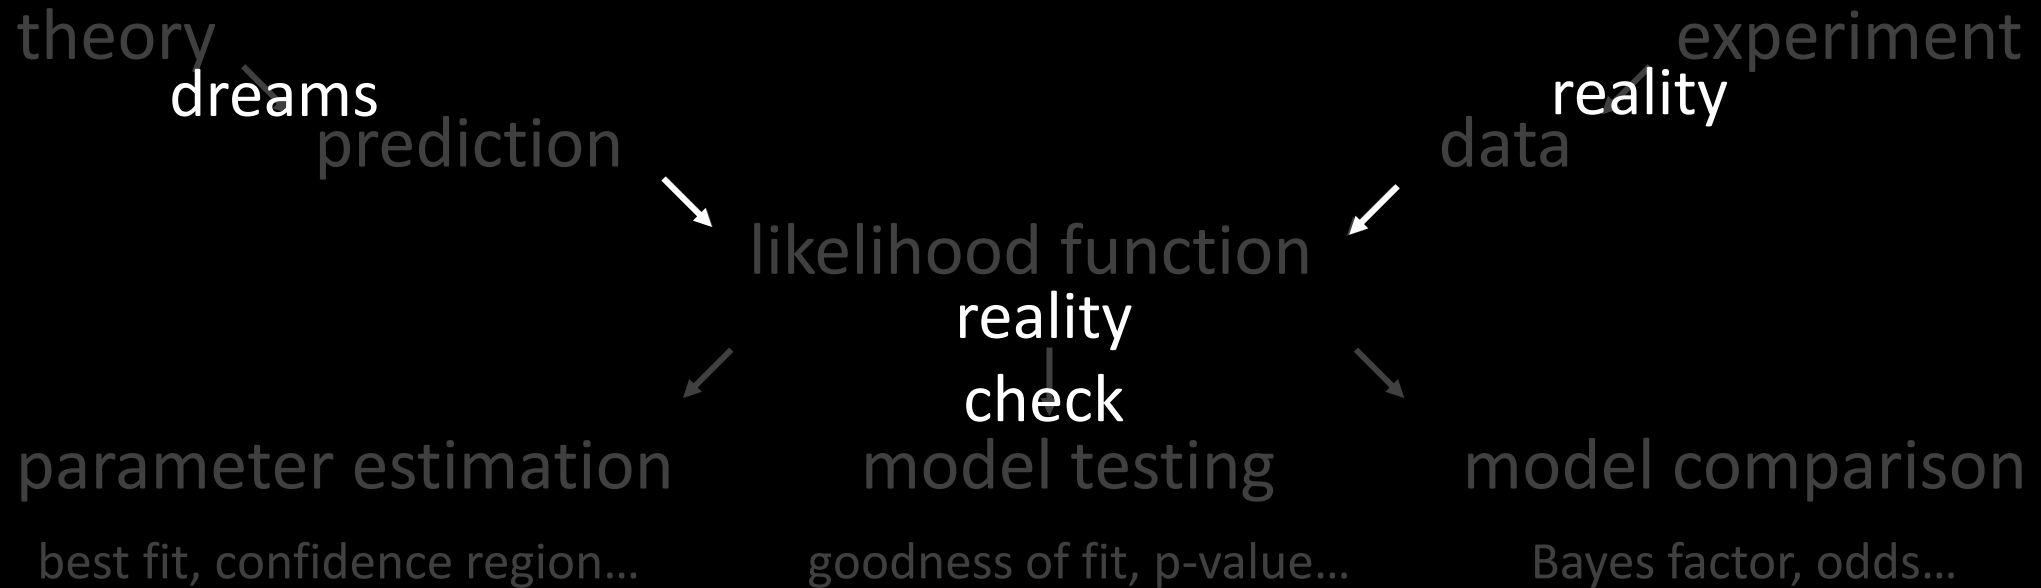 theory
experiment
dreams
reality
prediction
data
likelihood function
reality
check
parameter estimation
model testing
model comparison
best fit, confidence region...
goodness of fit, p-value...
Bayes factor, odds...